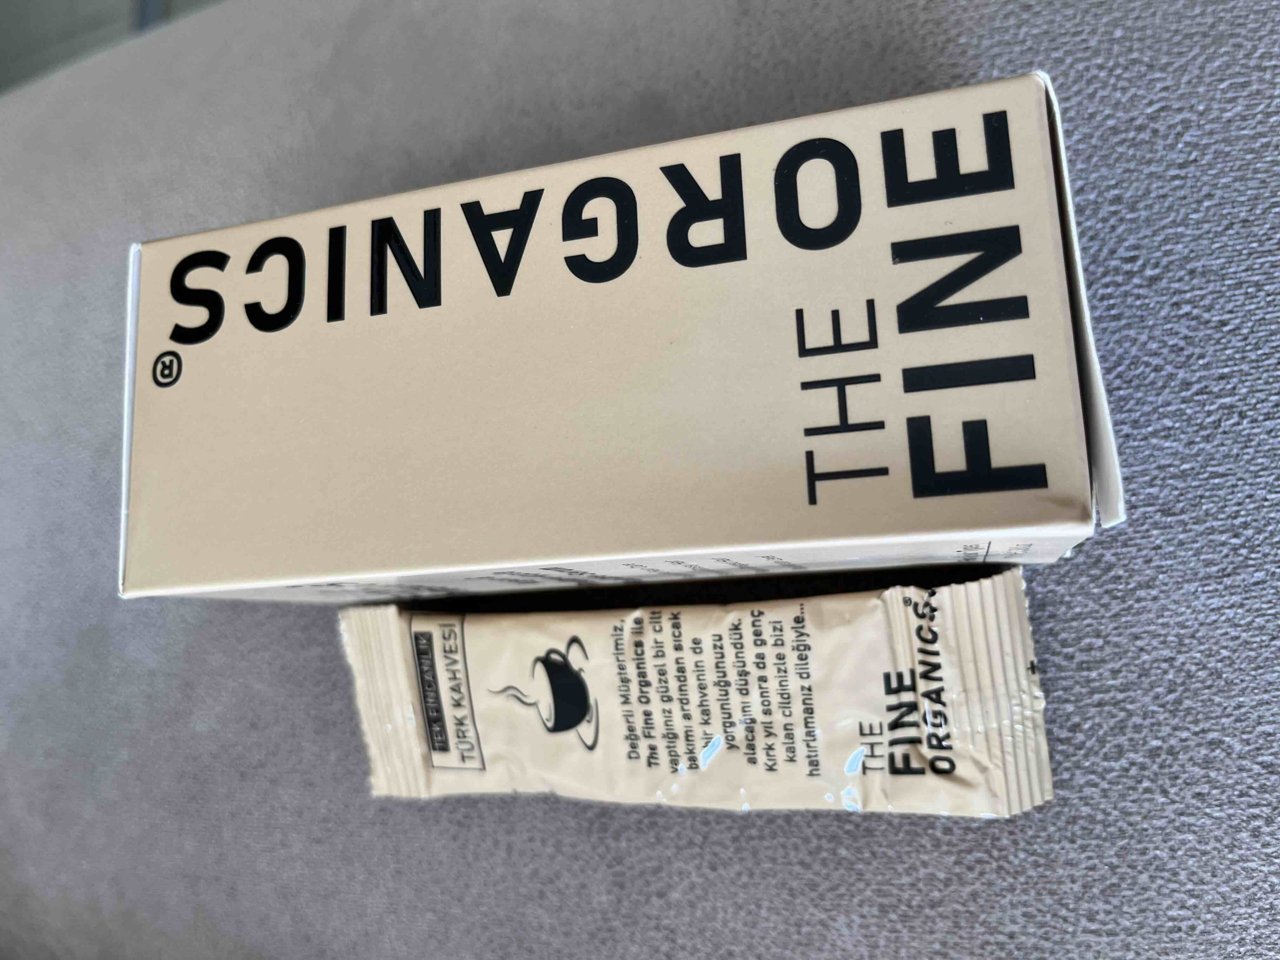 THE
FINE
ORGANICS®
TEK FİNCANLIK
TÜRK KAHVESİ
Değerli Müşterimiz,
The Fine Organics ile
yaptığınız güzel bir cilt
bakımı ardından sıcak
bir kahvenin de
yorgunluğunuzu
alacağını düşündük.
Kırk yıl sonra da genç
kalan cildinizle bizi
hatırlamanız dileğiyle...
THE
FINE
ORGANICS®